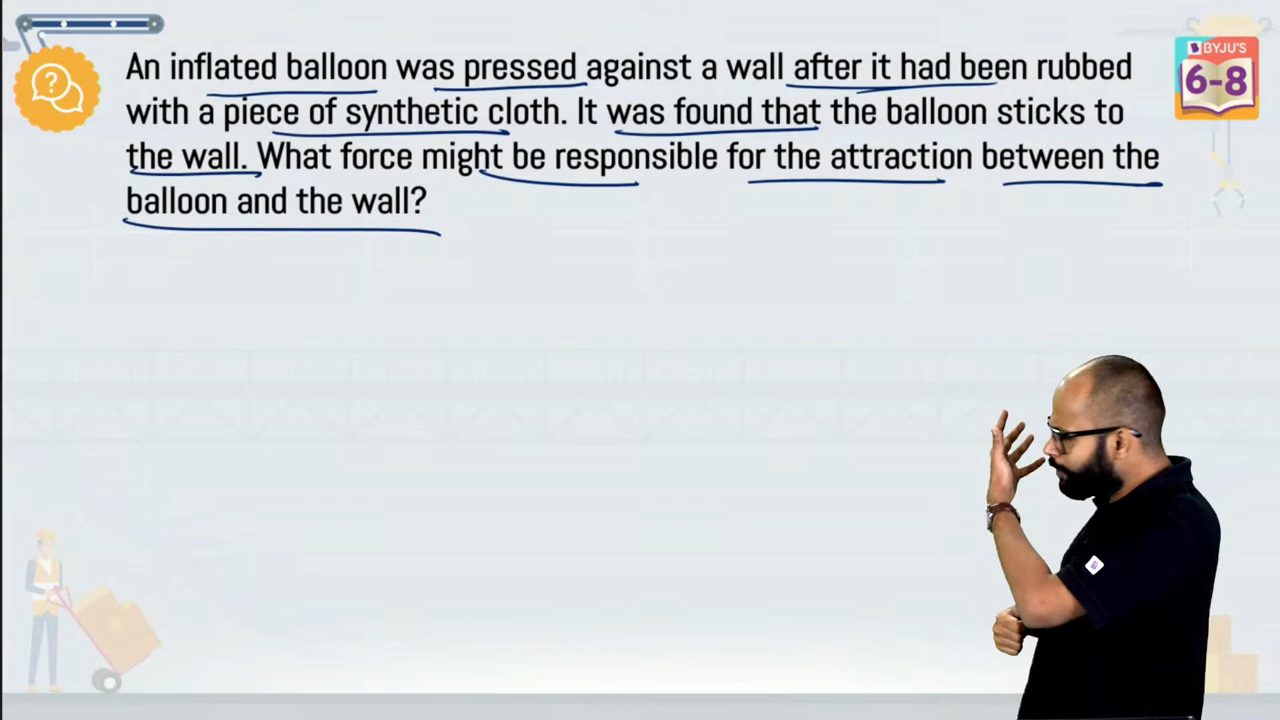 An inflated balloon was pressed against a wall after it had been rubbed
with a piece of synthetic cloth. It was found that the balloon sticks to
the wall. What force might be responsible for the attraction between the
balloon and the wall?
?
BYJU'S
6-8